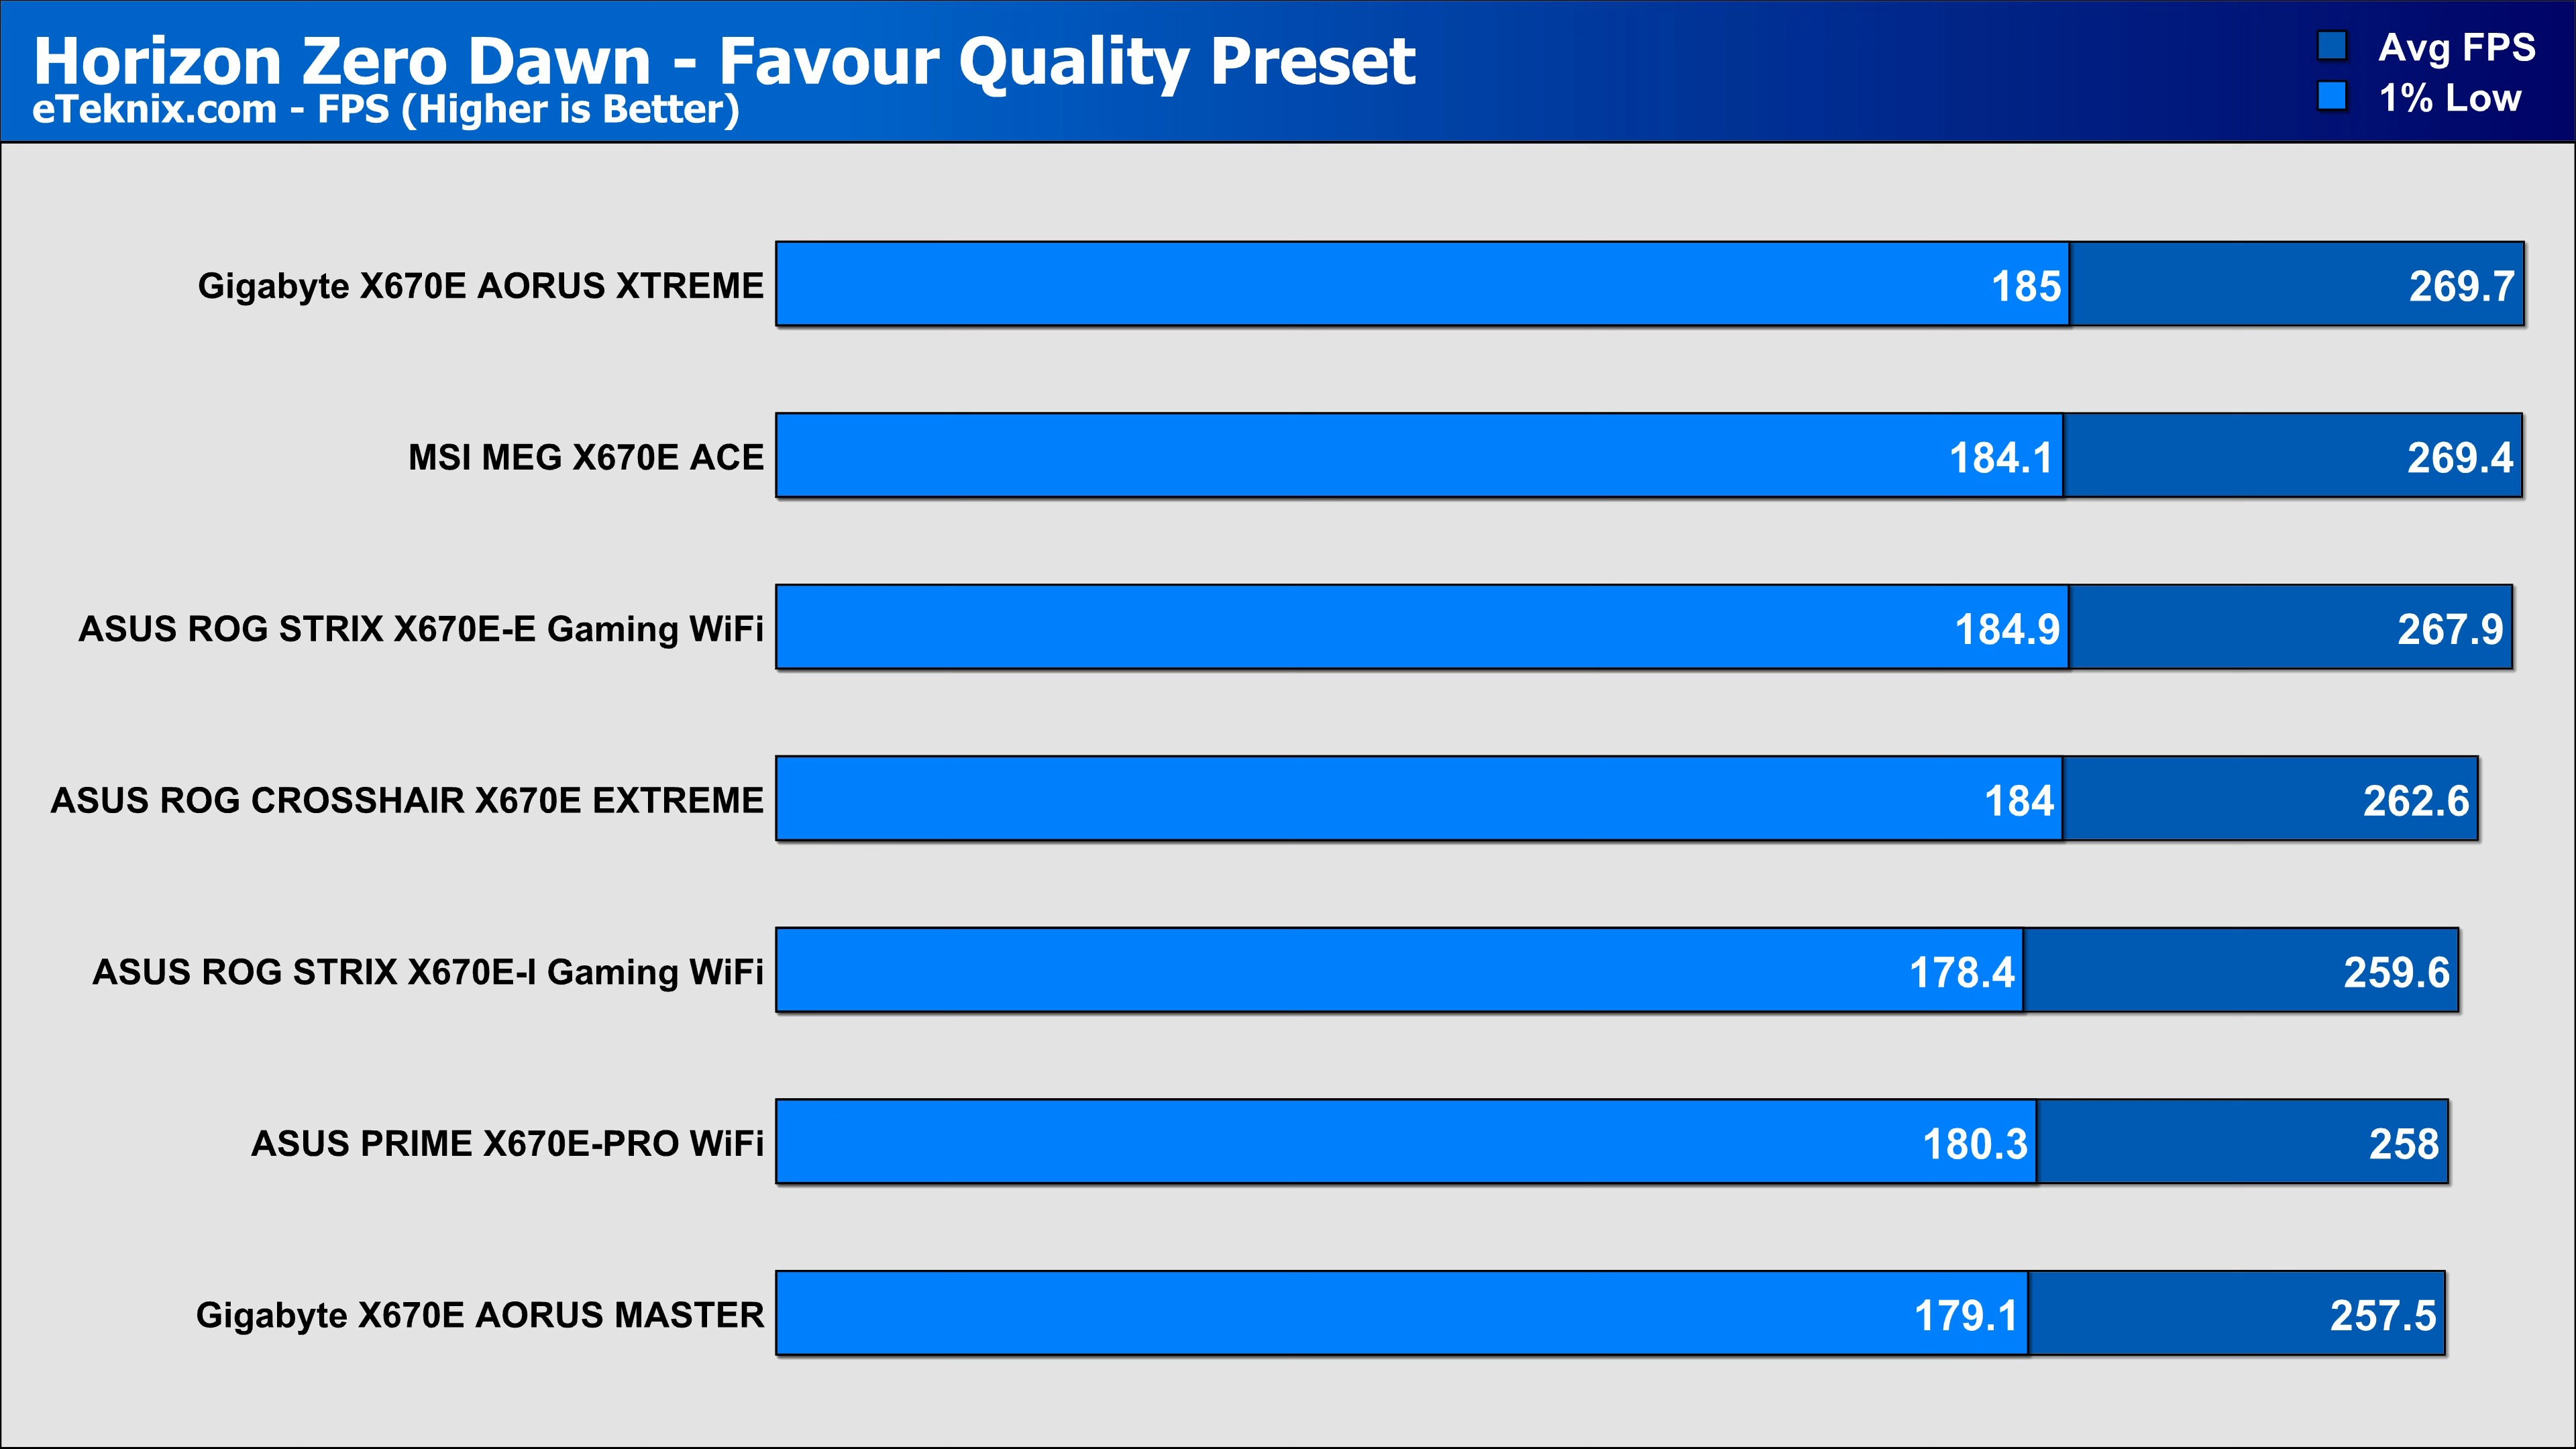 Horizon Zero Dawn - Favour Quality Preset
eTeknix.com - FPS (Higher is Better)
Avg FPS
1% Low
Gigabyte X670E AORUS XTREME 185 269.7
MSI MEG X670E ACE 184.1 269.4
ASUS ROG STRIX X670E-E Gaming WiFi 184.9 267.9
ASUS ROG CROSSHAIR X670E EXTREME 184 262.6
ASUS ROG STRIX X670E-I Gaming WiFi 178.4 259.6
ASUS PRIME X670E-PRO WiFi 180.3 258
Gigabyte X670E AORUS MASTER 179.1 257.5